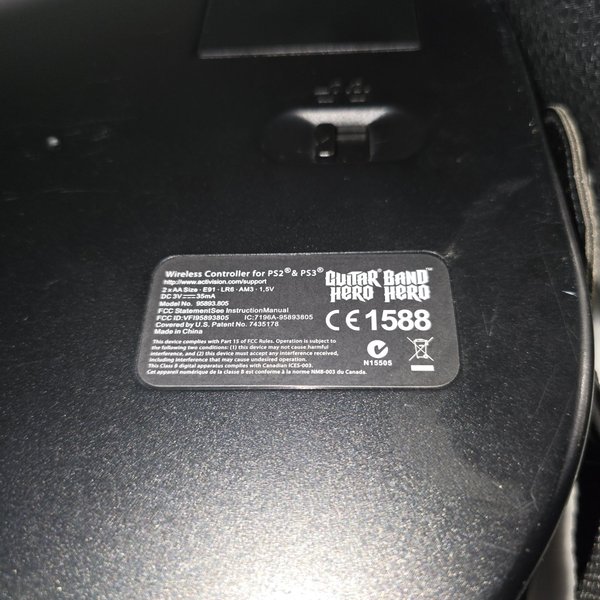 Wireless Controller for PS2® & PS3®
http://www.activision.com/support
2 x AA Size - E91 - LR6 - AM3 - 1,5V
DC 3V⎓35mA
Model No. 95893.805
FCC StatementSee InstructionManual
FCC ID:VFI95893805 IC:7196A-95893805
Covered by U.S. Patent No. 7435178
Made in China
GUITAR HERO
BAND HERO™
CE1588
N15505
This device complies with Part 15 of FCC Rules. Operation is subject to
the following two conditions: (1) this device may not cause harmful
interference, and (2) this device must accept any interference received,
including interference that may cause undesired operation.
This Class B digital apparatus complies with Canadian ICES-003.
Cet appareil numérique de la classe B est conforme à la norme NMB-003 du Canada.